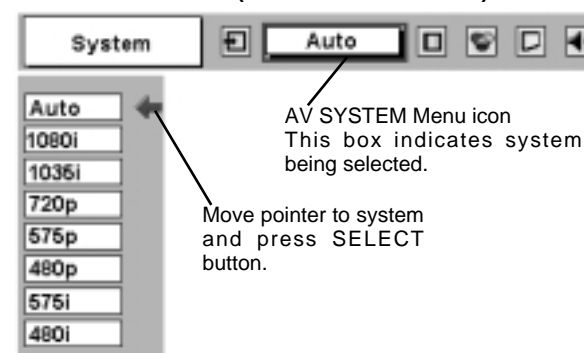 System
Auto
AV SYSTEM Menu icon
This box indicates system
being selected.
Auto
1080i
1035i
720p
575p
480p
575i
480i
Move pointer to system
and press SELECT
button.